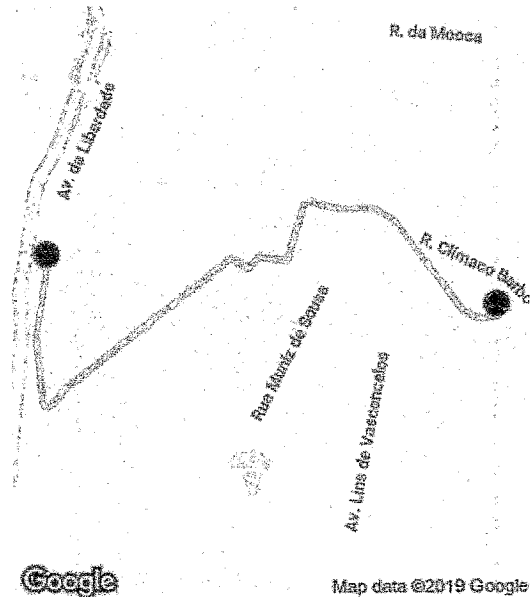 R. da Mooca
Av. da Liberdade
R. Clímaco Barbo
Rua Muniz de Sousa
Av. Lins de Vasconcelos
Google
Map data ©2019 Google